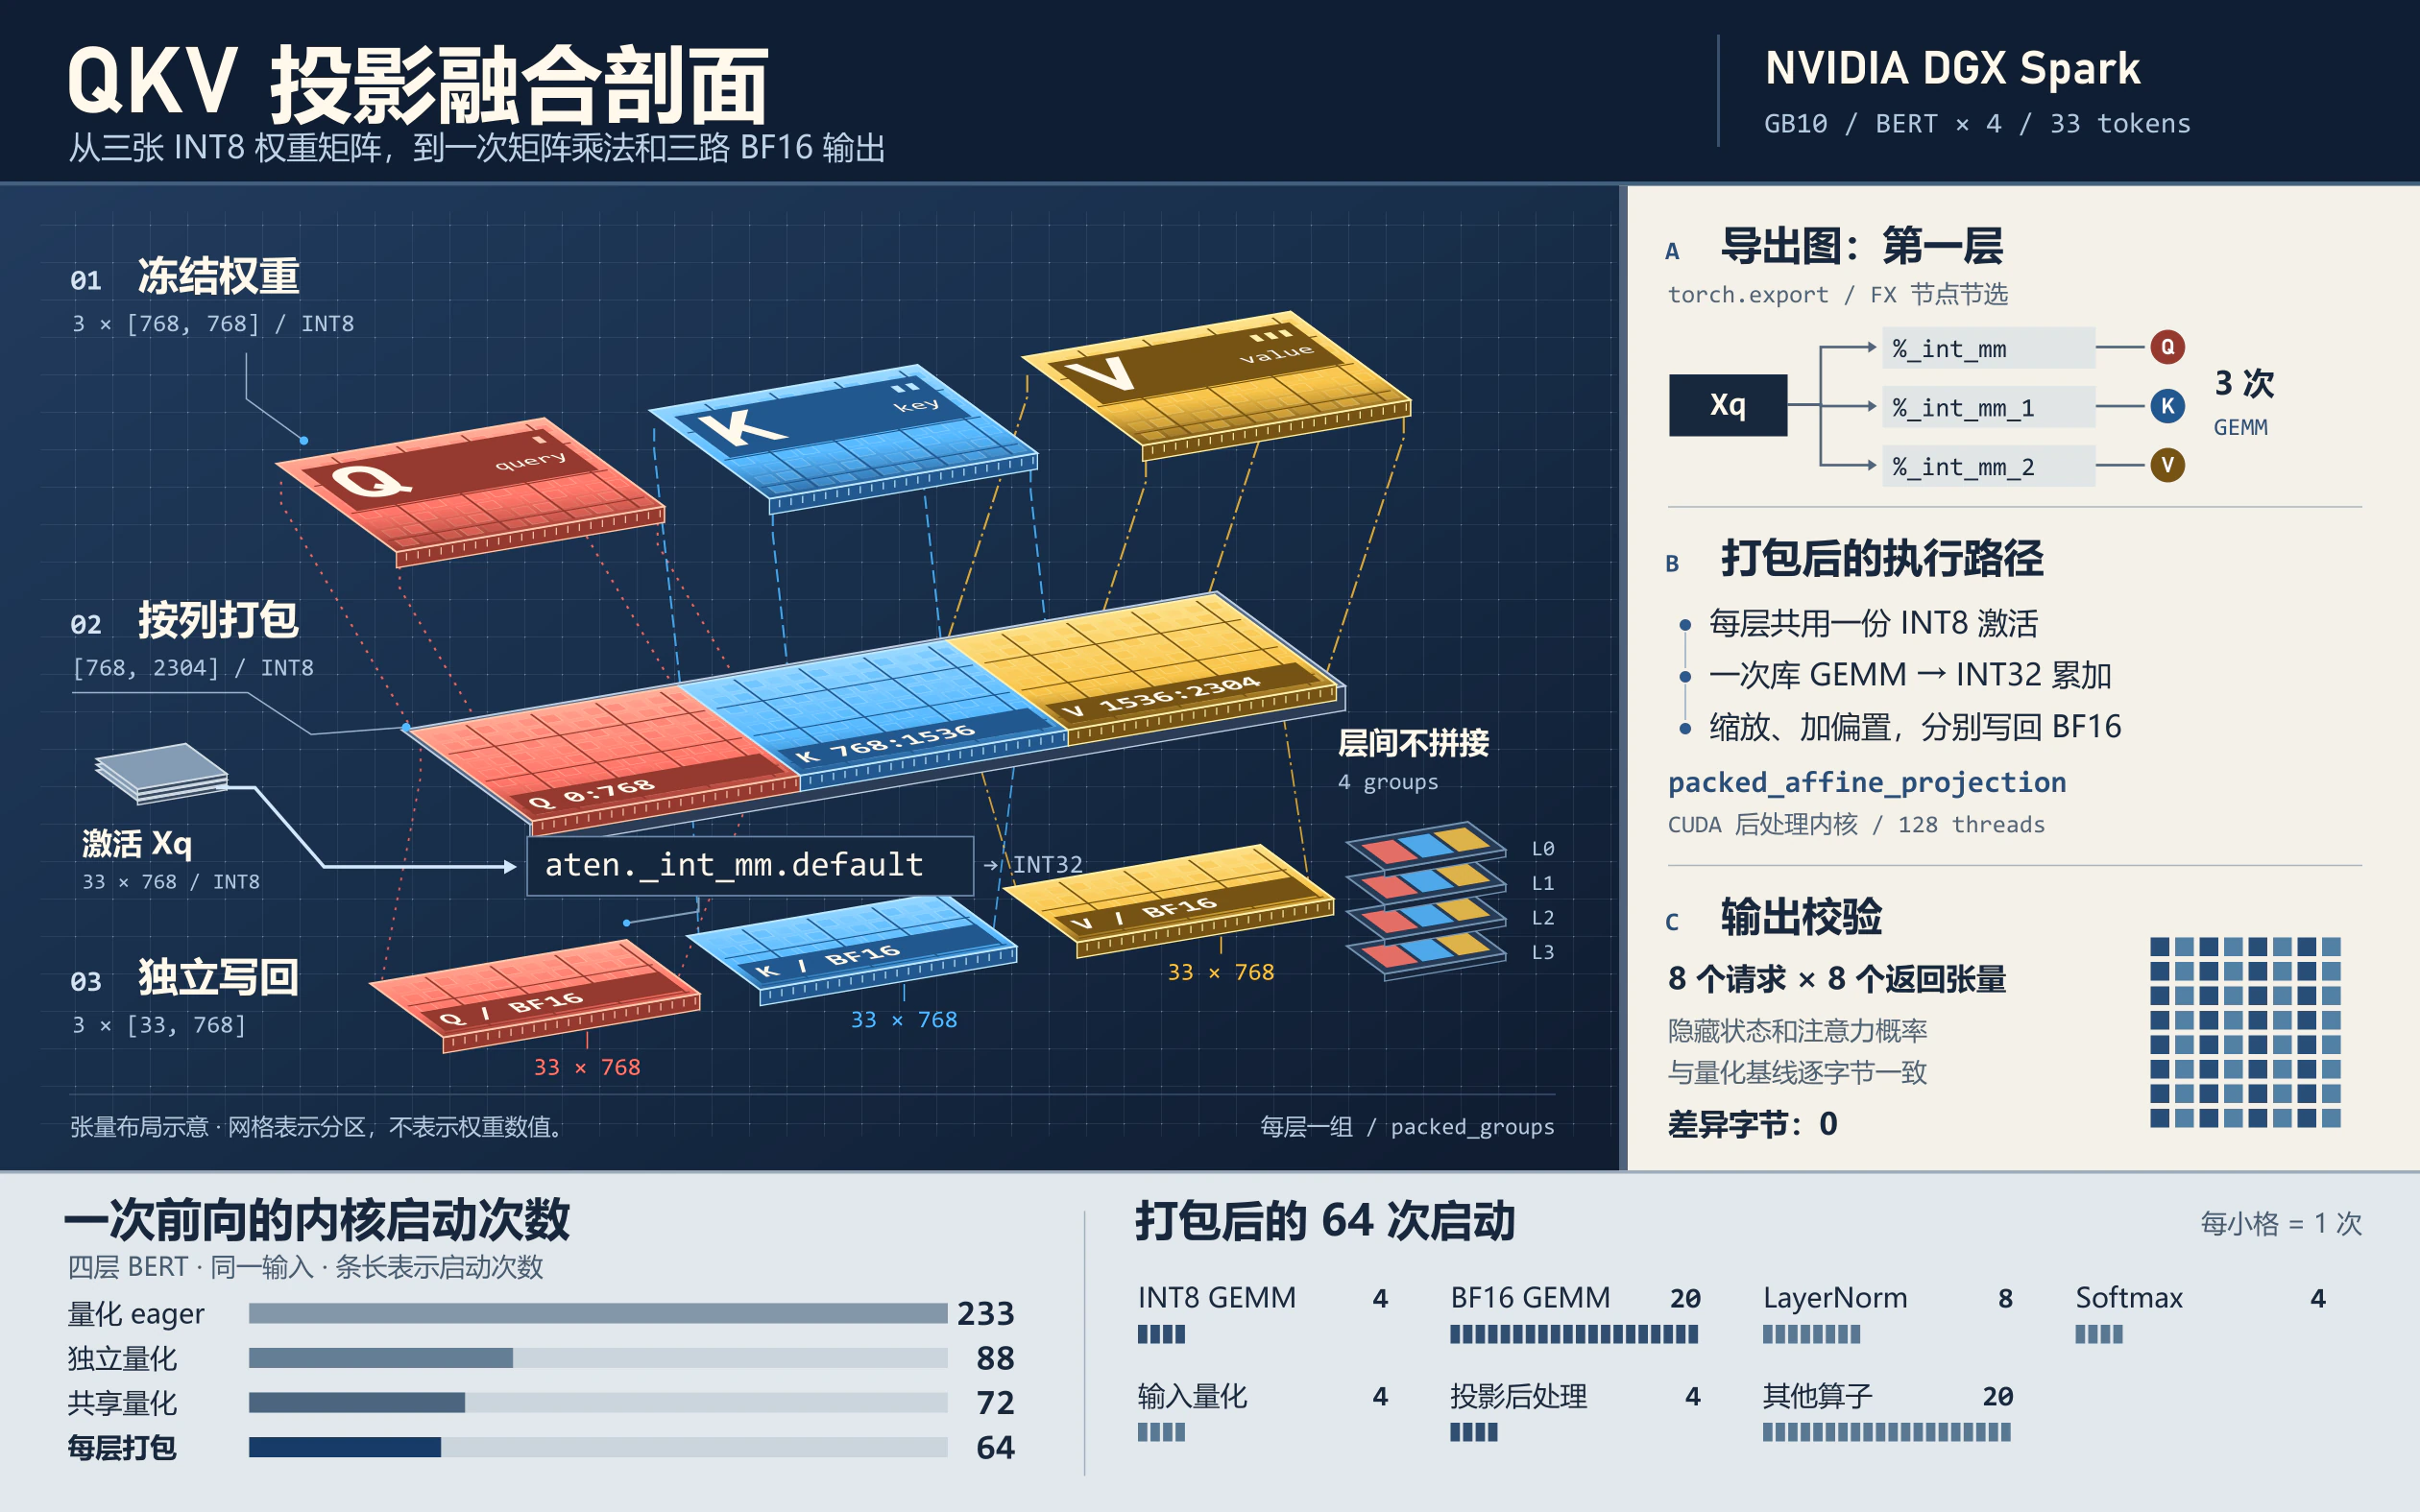 QKV 投影融合剖面
从三张 INT8 权重矩阵，到一次矩阵乘法和三路 BF16 输出
NVIDIA DGX Spark
GB10 / BERT × 4 / 33 tokens
01 冻结权重
3 × [768, 768] / INT8
Q query
K key
V value
02 按列打包
[768, 2304] / INT8
Q 0:768
K 768:1536
V 1536:2304
激活 Xq
33 × 768 / INT8
aten._int_mm.default → INT32
层间不拼接
4 groups
L0
L1
L2
L3
03 独立写回
3 × [33, 768]
Q / BF16
33 × 768
K / BF16
33 × 768
V / BF16
33 × 768
张量布局示意 · 网格表示分区，不表示权重数值。
每层一组 / packed_groups
A 导出图：第一层
torch.export / FX 节点节选
Xq
%_int_mm Q
%_int_mm_1 K
%_int_mm_2 V
3 次
GEMM
B 打包后的执行路径
每层共用一份 INT8 激活
一次库 GEMM → INT32 累加
缩放、加偏置，分别写回 BF16
packed_affine_projection
CUDA 后处理内核 / 128 threads
C 输出校验
8 个请求 × 8 个返回张量
隐藏状态和注意力概率
与量化基线逐字节一致
差异字节：0
一次前向的内核启动次数
四层 BERT · 同一输入 · 条长表示启动次数
量化 eager 233
独立量化 88
共享量化 72
每层打包 64
打包后的 64 次启动
每小格 = 1 次
INT8 GEMM 4
BF16 GEMM 20
LayerNorm 8
Softmax 4
输入量化 4
投影后处理 4
其他算子 20